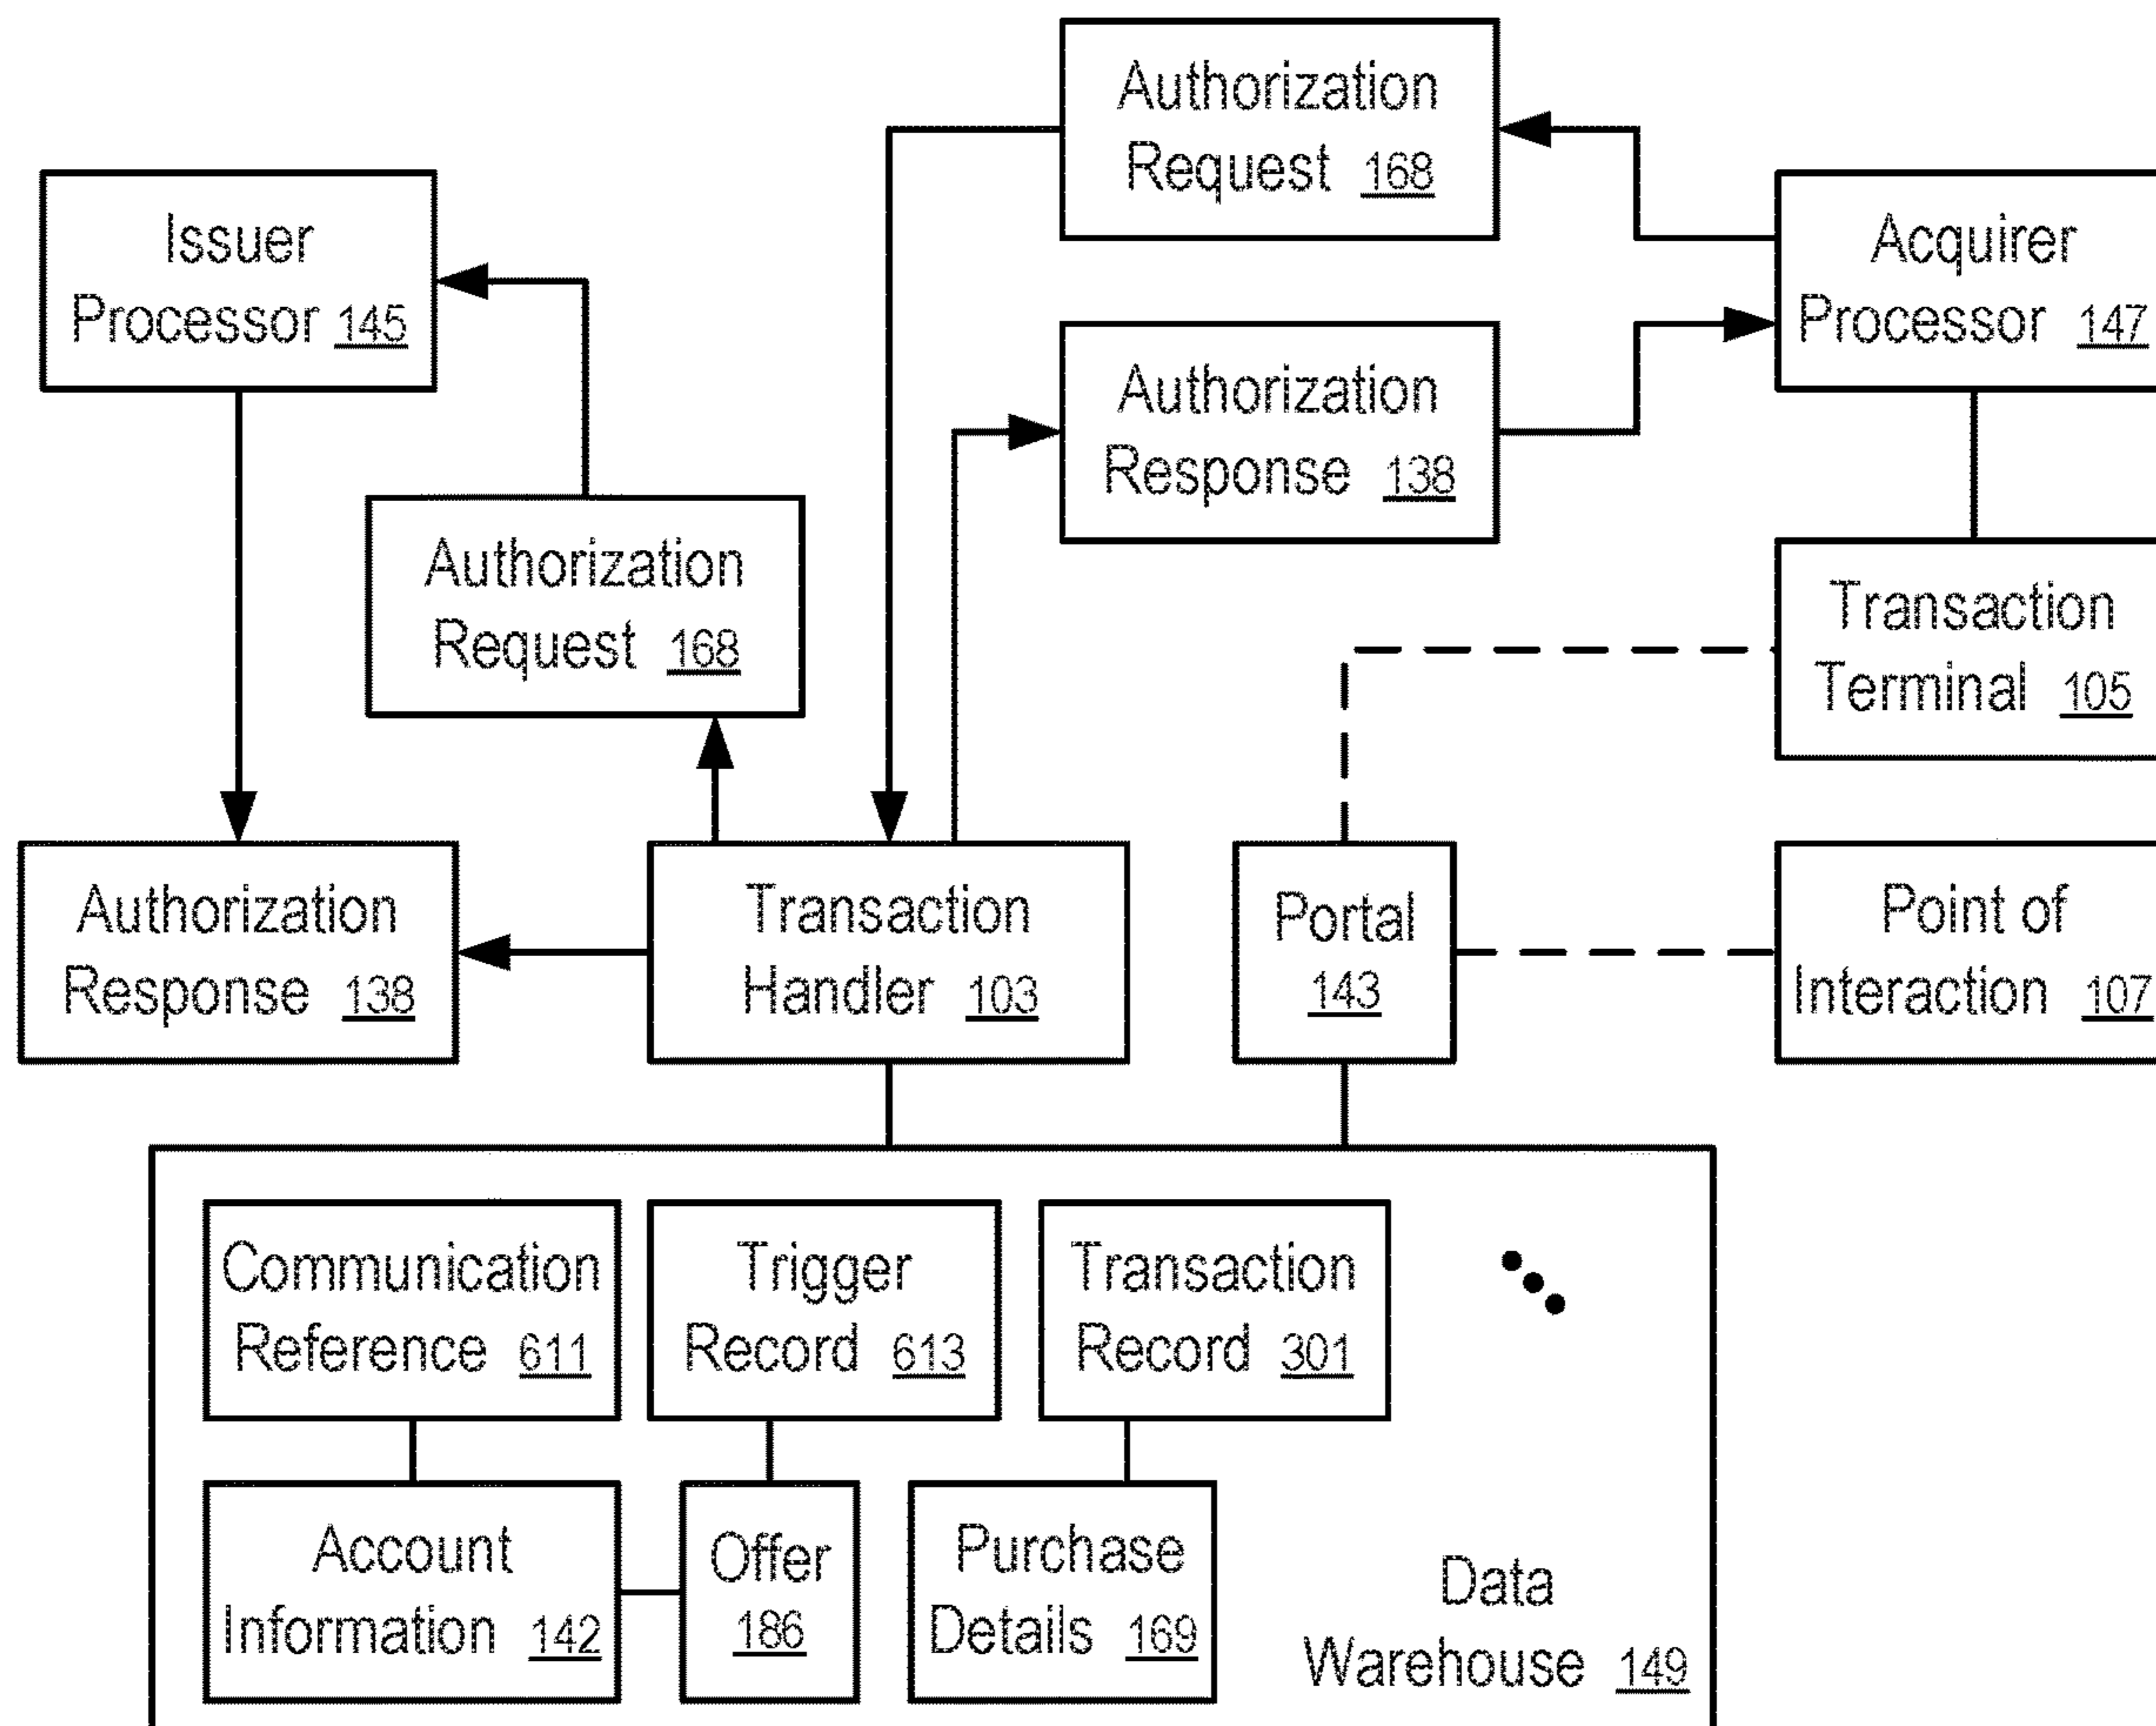 Authorization
Request 168
Issuer
Processor 145
Acquirer
Processor 147
Authorization
Response 138
Authorization
Request 168
Transaction
Terminal 105
Authorization
Response 138
Transaction
Handler 103
Portal
143
Point of
Interaction 107
Communication
Reference 611
Trigger
Record 613
Transaction
Record 301
Account
Information 142
Offer
186
Purchase
Details 169
Data
Warehouse 149